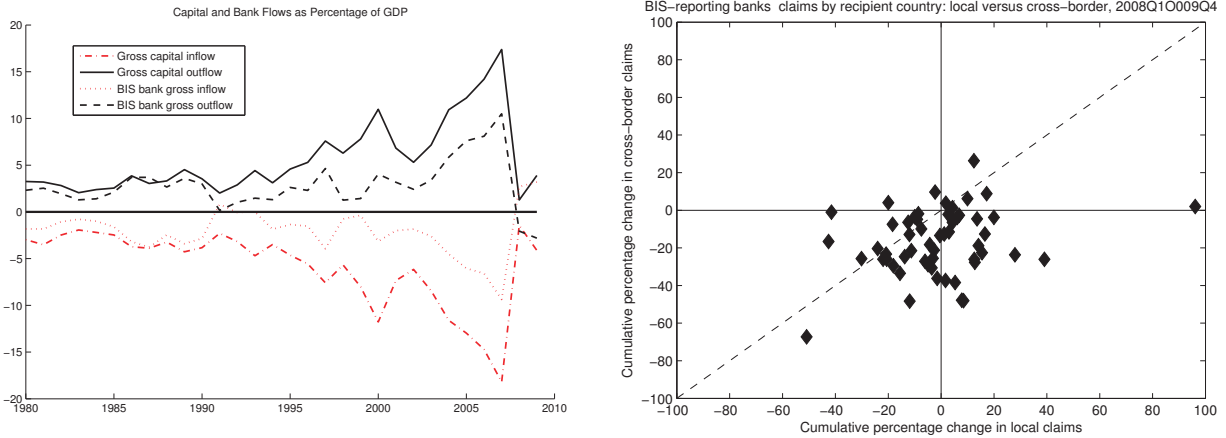 Capital and Bank Flows as Percentage of GDP
20
15
10
5
0
−5
−10
−15
−20
Gross capital inflow
Gross capital outflow
BIS bank gross inflow
BIS bank gross outflow
1980 1985 1990 1995 2000 2005 2010
BIS−reporting banks claims by recipient country: local versus cross−border, 2008Q1O009Q4
Cumulative percentage change in cross−border claims
100
80
60
40
20
0
−20
−40
−60
−80
−100
−100 −80 −60 −40 −20 0 20 40 60 80 100
Cumulative percentage change in local claims